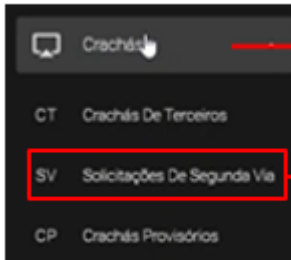 Crachás
CT Crachás De Terceiros
SV Solicitações De Segunda Via
CP Crachás Provisórios